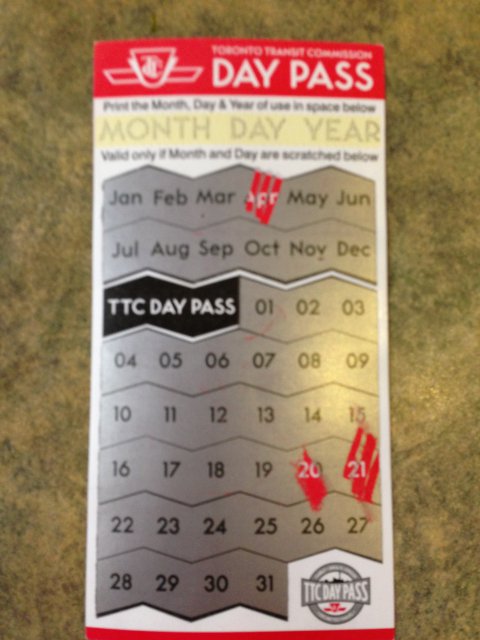 TORONTO TRANSIT COMMISSION
TTC DAY PASS
Print the Month, Day & Year of use in space below
MONTH DAY YEAR
Valid only if Month and Day are scratched below
Jan Feb Mar apr May Jun
Jul Aug Sep Oct Nov Dec
TTC DAY PASS 01 02 03
04 05 06 07 08 09
10 11 12 13 14 15
16 17 18 19 20 21
22 23 24 25 26 27
28 29 30 31
TTC DAY PASS